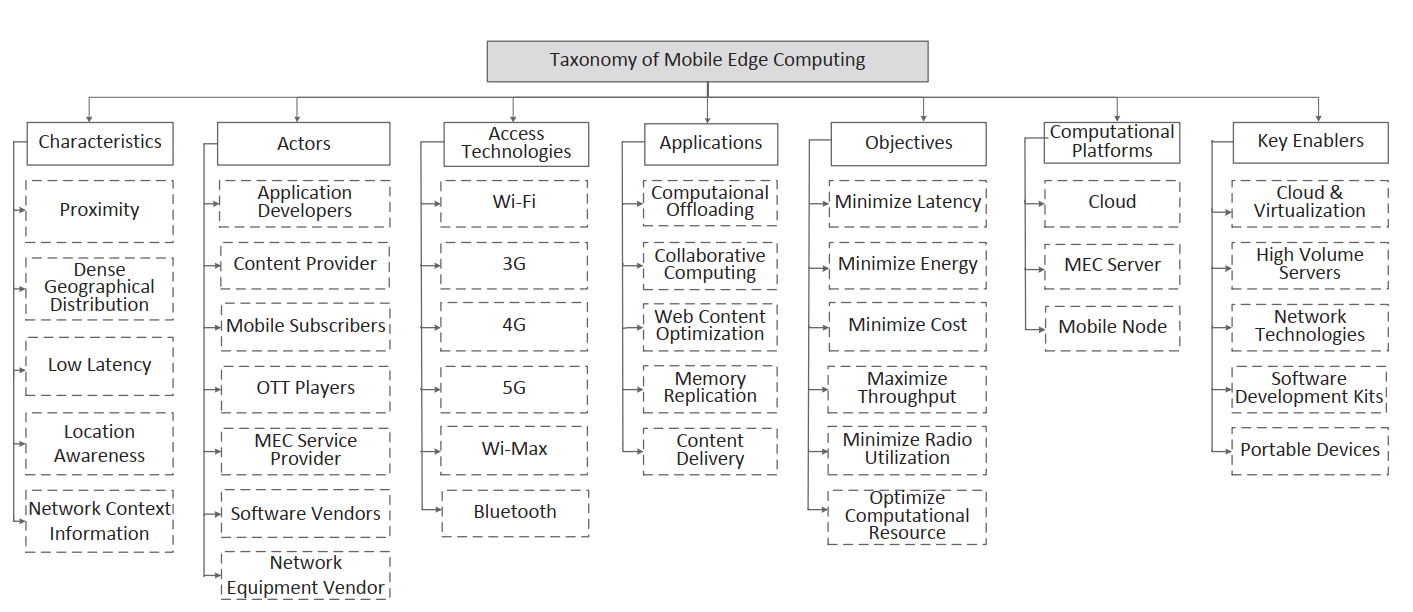 Taxonomy of Mobile Edge Computing
Characteristics
Proximity
Dense
Geographical
Distribution
Low Latency
Location
Awareness
Network Context
Information
Actors
Application
Developers
Content Provider
Mobile Subscribers
OTT Players
MEC Service
Provider
Software Vendors
Network
Equipment Vendor
Access
Technologies
Wi-Fi
3G
4G
5G
Wi-Max
Bluetooth
Applications
Computaional
Offloading
Collaborative
Computing
Web Content
Optimization
Memory
Replication
Content
Delivery
Objectives
Minimize Latency
Minimize Energy
Minimize Cost
Maximize
Throughput
Minimize Radio
Utilization
Optimize
Computational
Resource
Computational
Platforms
Cloud
MEC Server
Mobile Node
Key Enablers
Cloud &
Virtualization
High Volume
Servers
Network
Technologies
Software
Development Kits
Portable Devices